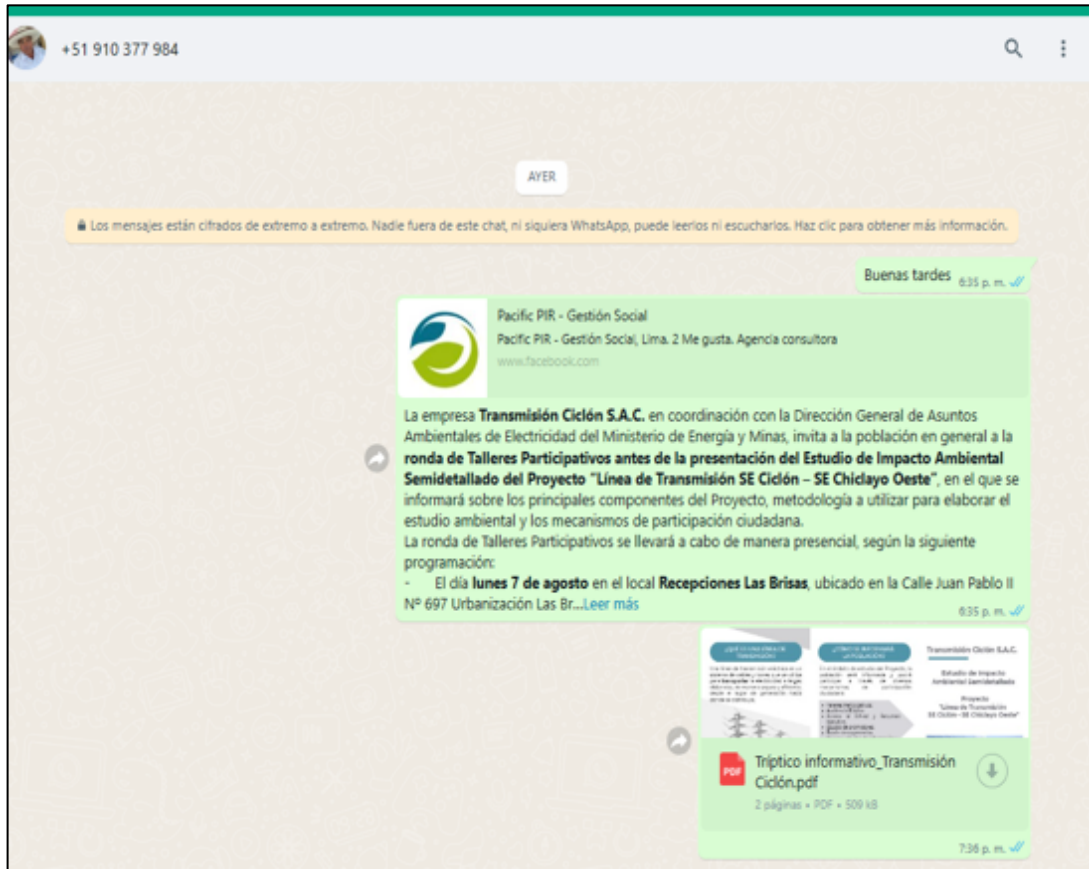 +51 910 377 984
AYER
Los mensajes están cifrados de extremo a extremo. Nadie fuera de este chat, ni siquiera WhatsApp, puede leerlos ni escucharlos. Haz clic para obtener más información.
Buenas tardes 6:35 p. m.
Pacific PIR - Gestión Social
Pacific PIR - Gestión Social, Lima. 2 Me gusta. Agencia consultora
www.facebook.com
La empresa Transmisión Ciclón S.A.C. en coordinación con la Dirección General de Asuntos
Ambientales de Electricidad del Ministerio de Energía y Minas, invita a la población en general a la
ronda de Talleres Participativos antes de la presentación del Estudio de Impacto Ambiental
Semidetallado del Proyecto "Línea de Transmisión SE Ciclón – SE Chiclayo Oeste", en el que se
informará sobre los principales componentes del Proyecto, metodología a utilizar para elaborar el
estudio ambiental y los mecanismos de participación ciudadana.
La ronda de Talleres Participativos se llevará a cabo de manera presencial, según la siguiente
programación:
- El día lunes 7 de agosto en el local Recepciones Las Brisas, ubicado en la Calle Juan Pablo II
Nº 697 Urbanización Las Br...Leer más
6:35 p. m.
Transmisión Ciclón S.A.C.
Estudio de Impacto
Ambiental Semidetallado
Proyecto
"Línea de Transmisión
SE Ciclón - SE Chiclayo Oeste"
PDF
Tríptico informativo_Transmisión
Ciclón.pdf
2 páginas • PDF • 509 kB
7:36 p. m.